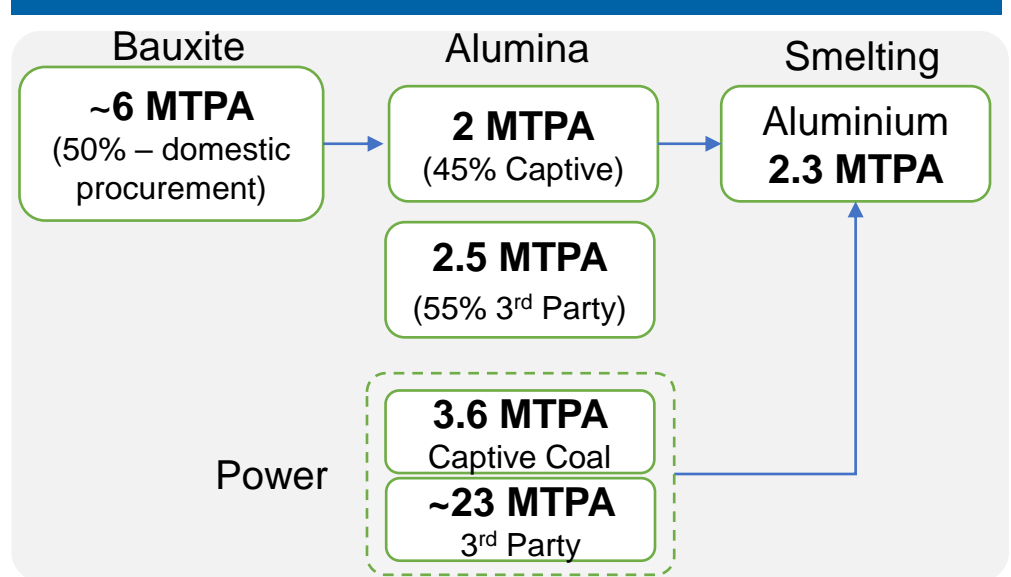 Bauxite
Alumina
Smelting
~6 MTPA
(50% – domestic
procurement)
2 MTPA
(45% Captive)
Aluminium
2.3 MTPA
2.5 MTPA
(55% 3rd Party)
Power
3.6 MTPA
Captive Coal
~23 MTPA
3rd Party